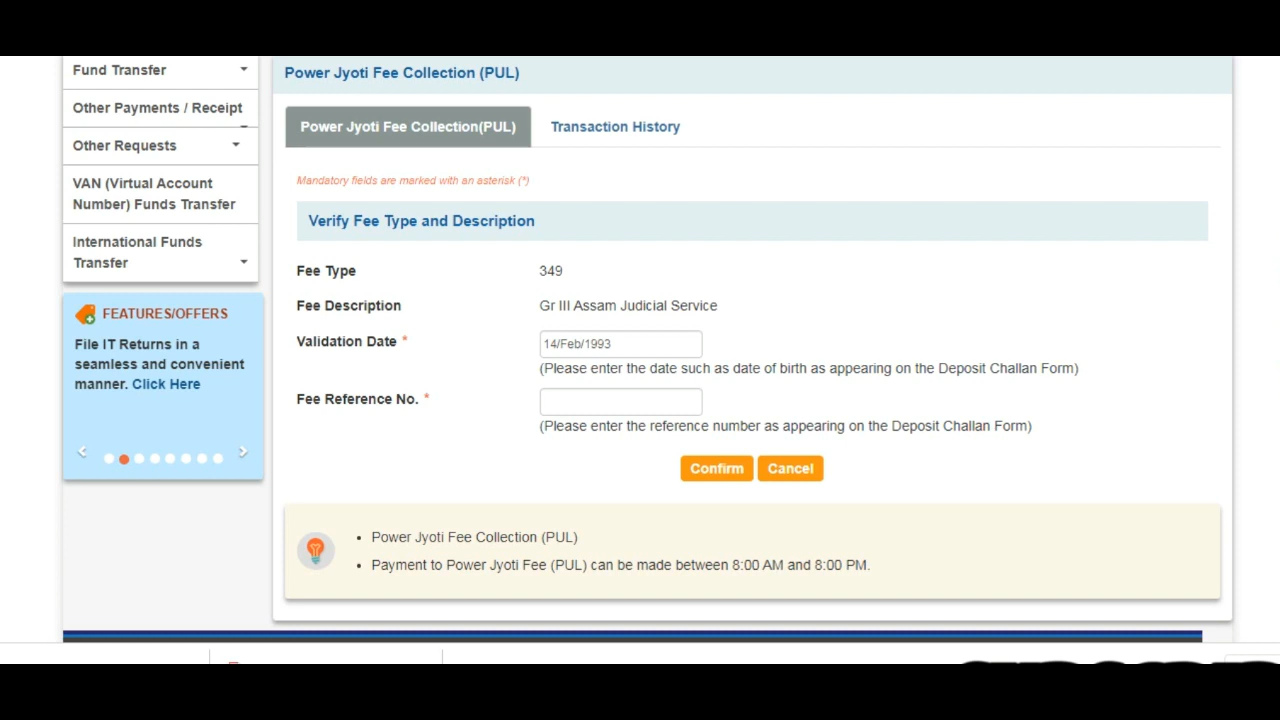 Fund Transfer
Other Payments / Receipt
Other Requests
VAN (Virtual Account
Number) Funds Transfer
International Funds
Transfer
FEATURES/OFFERS
File IT Returns in a
seamless and convenient
manner. Click Here
Power Jyoti Fee Collection (PUL)
Power Jyoti Fee Collection(PUL)
Transaction History
Mandatory fields are marked with an asterisk (*)
Verify Fee Type and Description
Fee Type 349
Fee Description Gr III Assam Judicial Service
Validation Date * 14/Feb/1993
(Please enter the date such as date of birth as appearing on the Deposit Challan Form)
Fee Reference No. *
(Please enter the reference number as appearing on the Deposit Challan Form)
Confirm Cancel
• Power Jyoti Fee Collection (PUL)
• Payment to Power Jyoti Fee (PUL) can be made between 8:00 AM and 8:00 PM.